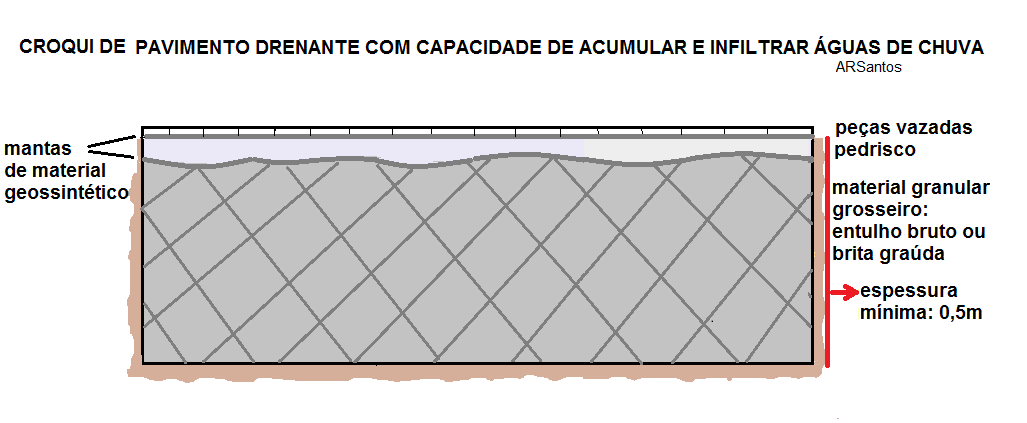 CROQUI DE PAVIMENTO DRENANTE COM CAPACIDADE DE ACUMULAR E INFILTRAR ÁGUAS DE CHUVA
ARSantos
mantas
de material
geossintético
peças vazadas
pedrisco
material granular
grosseiro:
entulho bruto ou
brita graúda
espessura
mínima: 0,5m